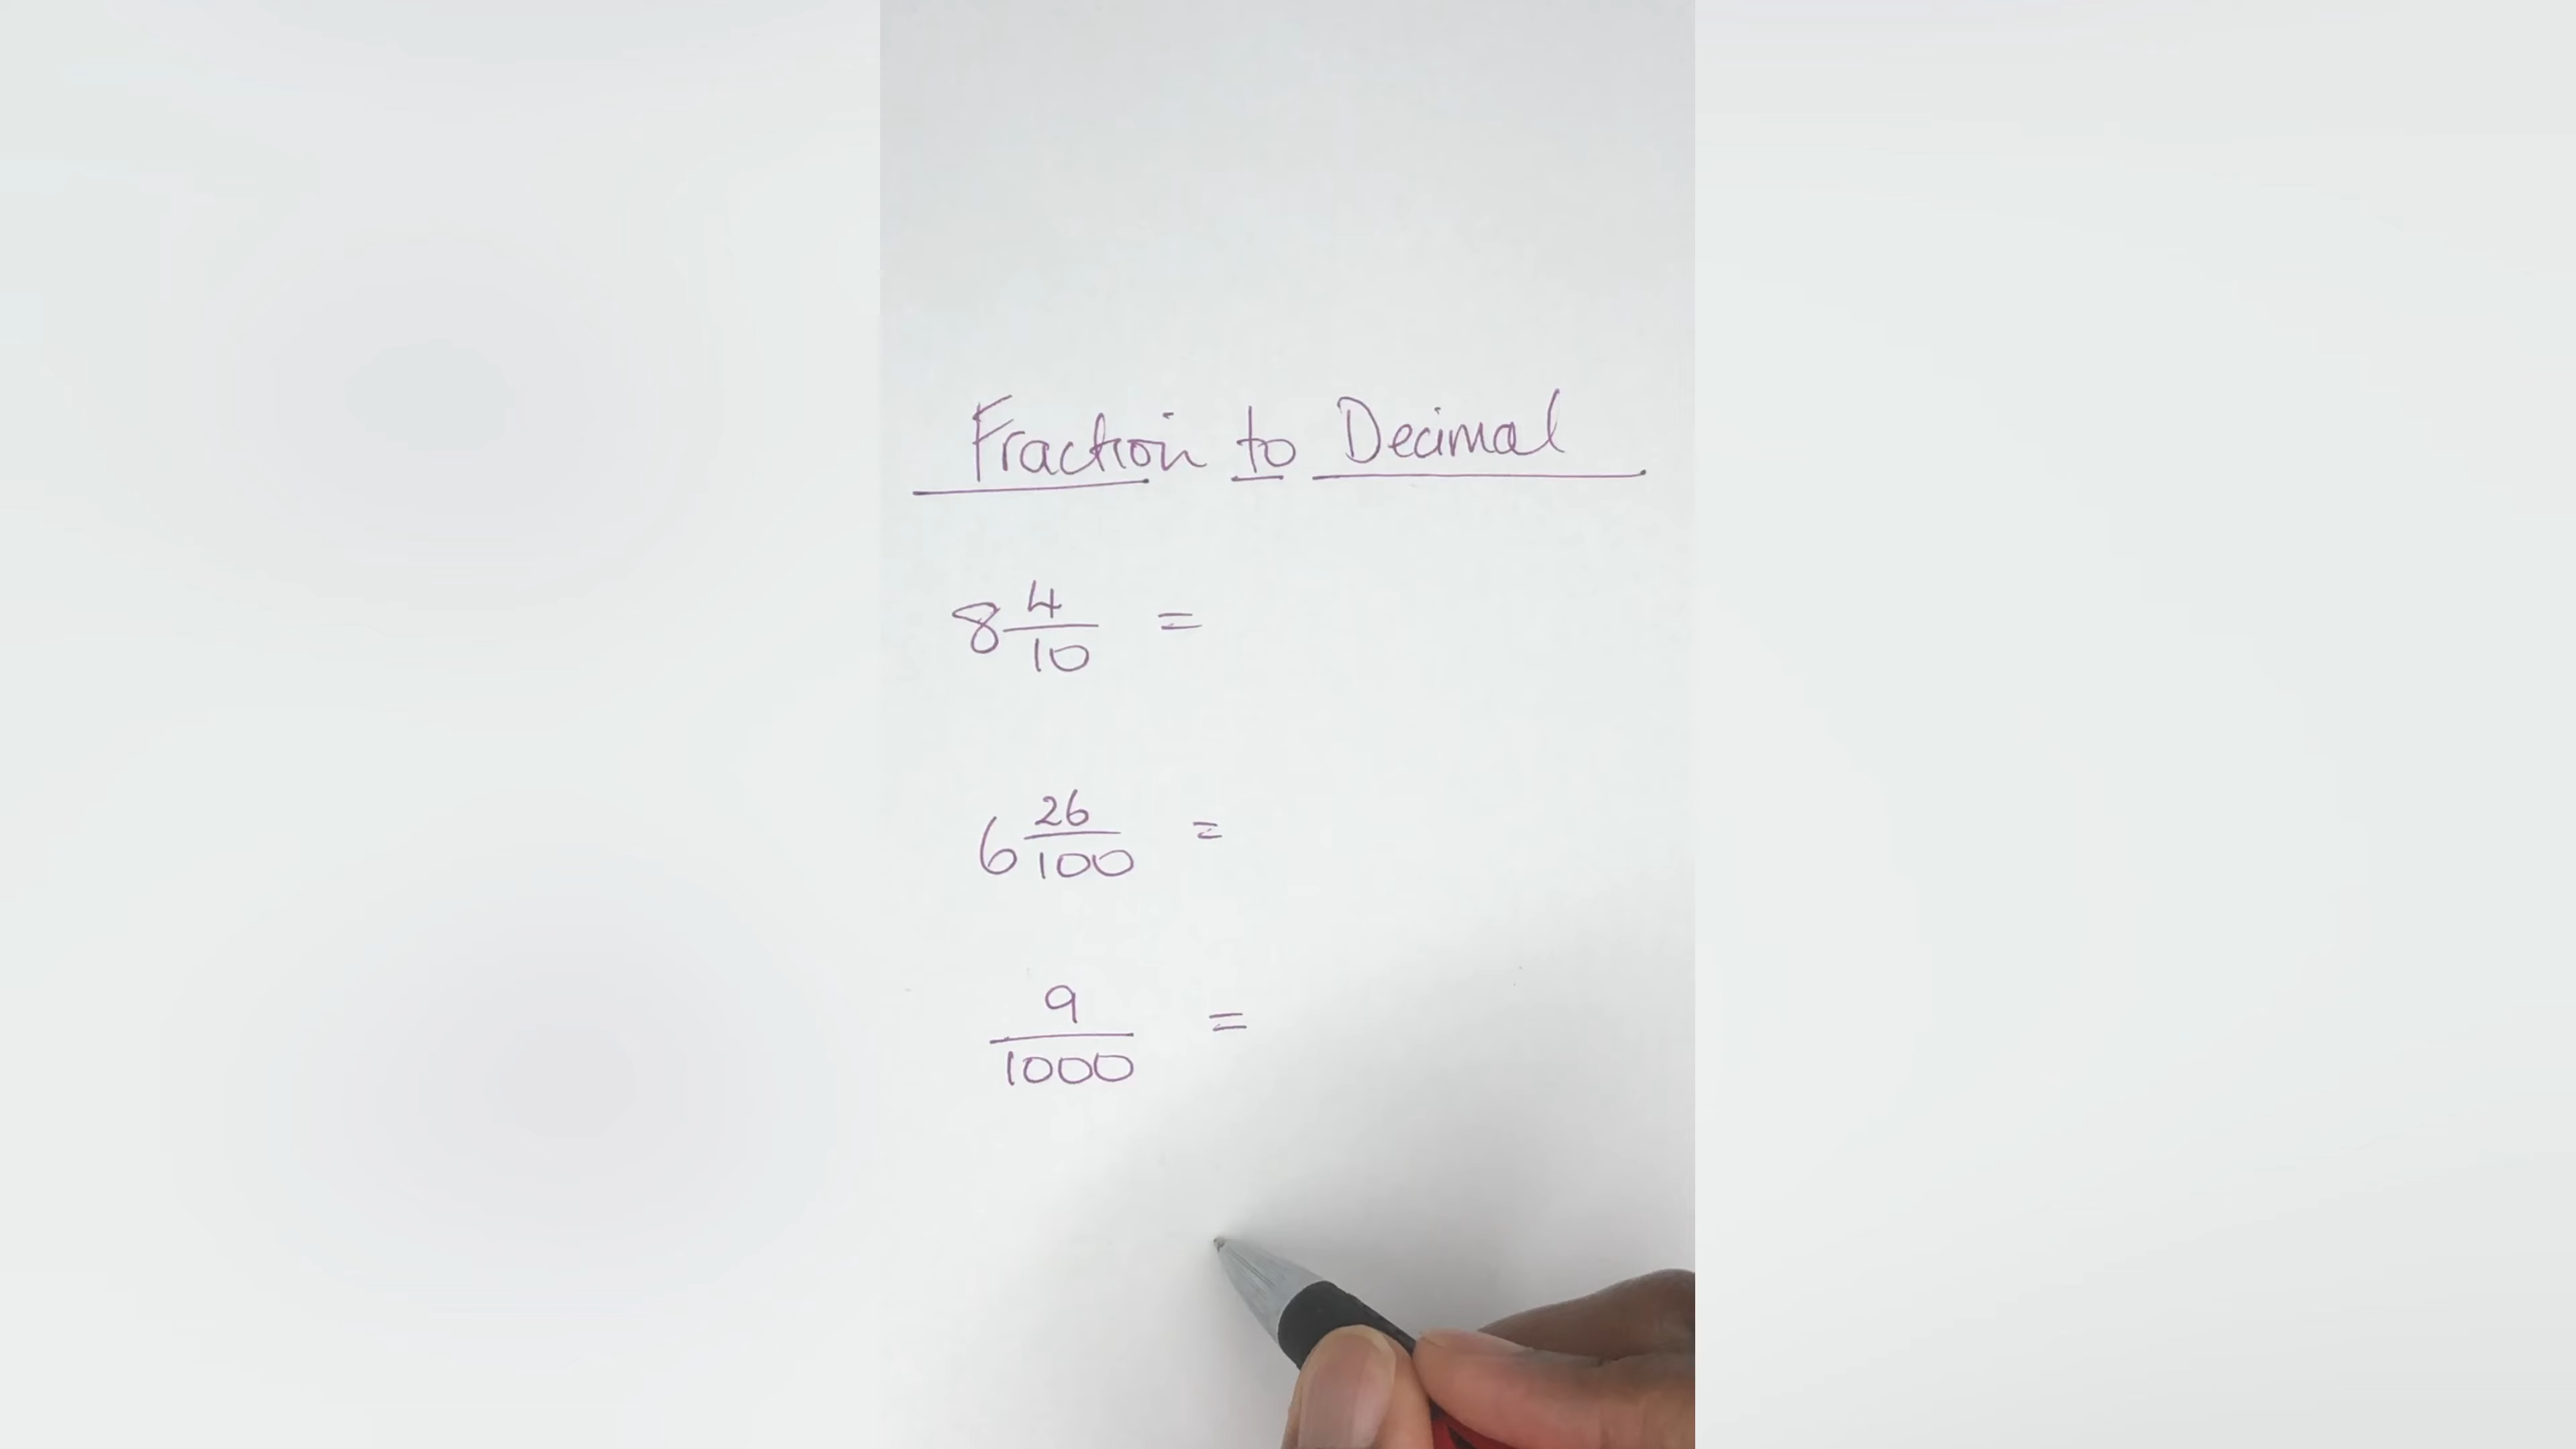 Fraction to Decimal
8 4/10 =
6 26/100 =
9/1000 =